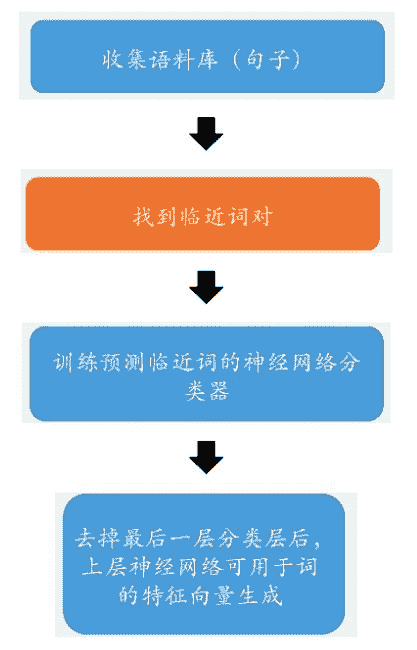 收集语料库（句子）
找到临近词对
训练预测临近词的神经网络分
类器
去掉最后一层分类层后，
上层神经网络可用于词
的特征向量生成